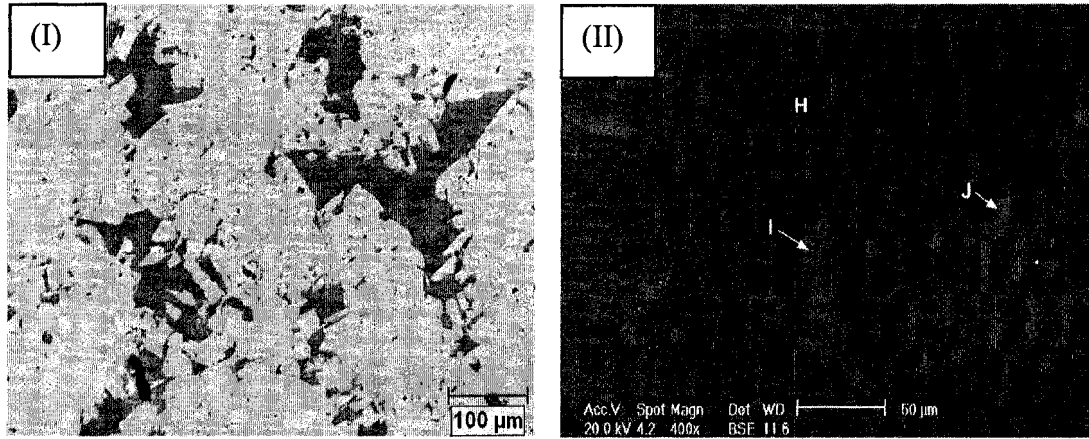 (I)
100 µm
(II)
H
I
J
Acc.V Spot Magn Det WD 50 µm
20.0 kV 4.2 400x BSE 11.6